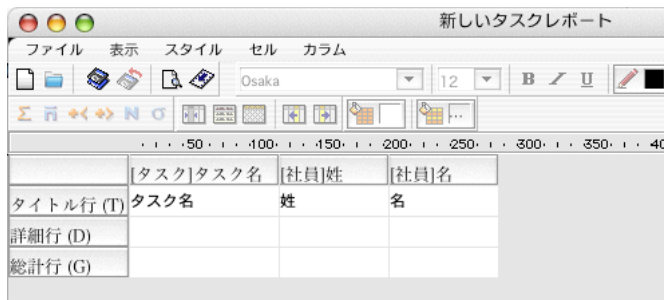 新しいタスクレポート
ファイル 表示 スタイル セル カラム
Osaka 12 B I U
Σ n N σ
50 100 150 200 250 300 350 40
[タスク]タスク名 [社員]姓 [社員]名
タイトル行 (T) タスク名 姓 名
詳細行 (D)
総計行 (G)